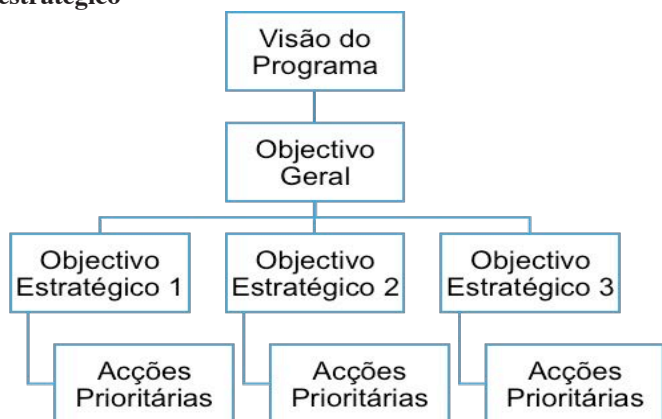 estratégico
Visão do
Programa
Objectivo
Geral
Objectivo
Estratégico 1
Objectivo
Estratégico 2
Objectivo
Estratégico 3
Acções
Prioritárias
Acções
Prioritárias
Acções
Prioritárias